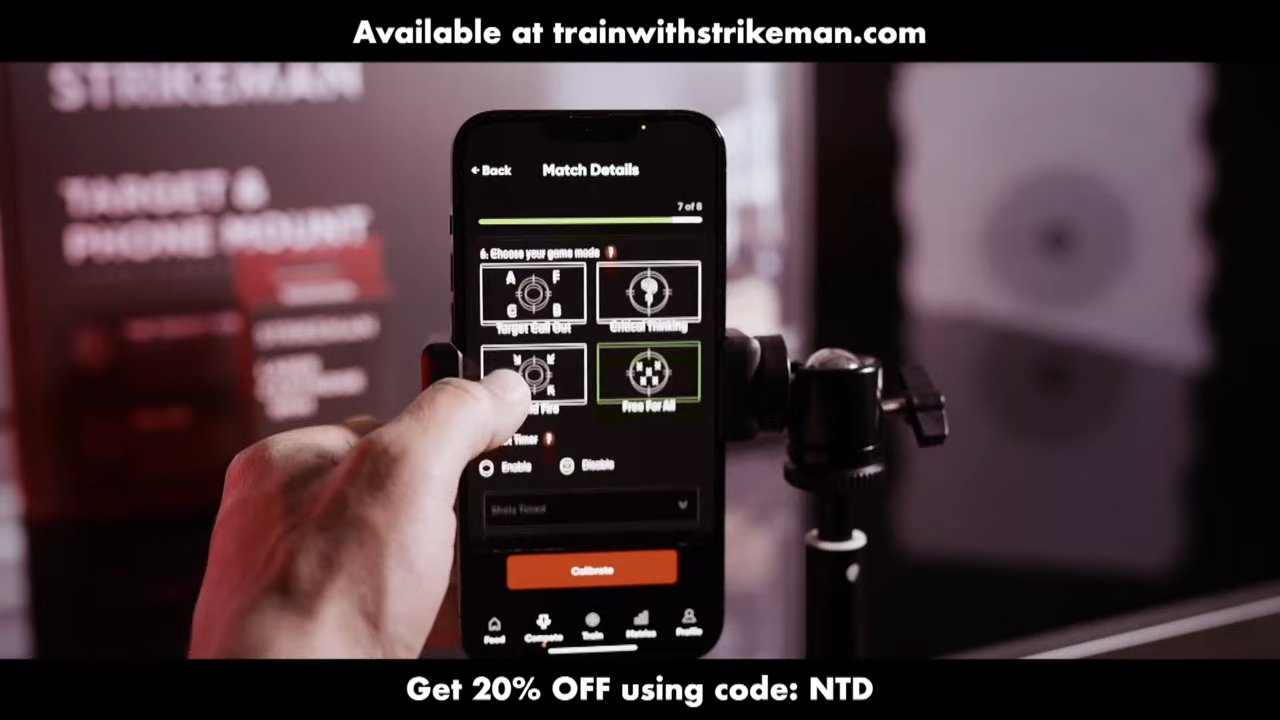 Available at trainwithstrikeman.com
STRIKEMAN
TARGET &
PHONE MOUNT
Back
Match Details
7 of 8
6. Choose your game mode
A F
C B
Target Call Out
Critical Thinking
Fire
Free For All
Timer
Enable
Disable
Calibrate
Feed
Compete
Train
Metrics
Profile
Get 20% OFF using code: NTD